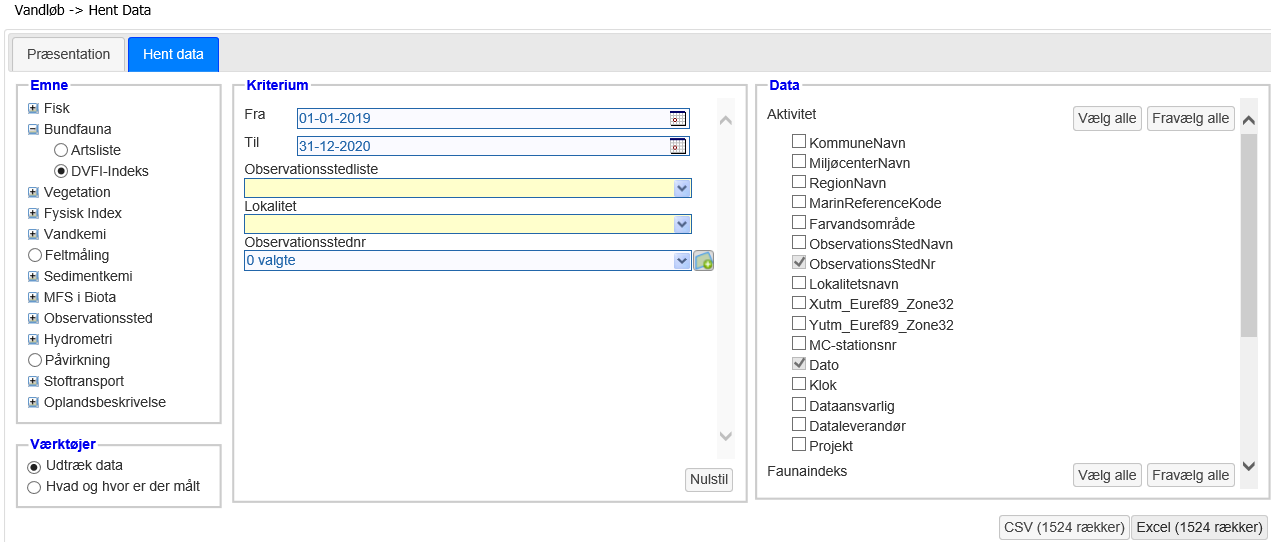 Vandløb -> Hent Data
Præsentation
Hent data
Emne
Fisk
Bundfauna
Artsliste
DVFI-Indeks
Vegetation
Fysisk Index
Vandkemi
Feltmåling
Sedimentkemi
MFS i Biota
Observationssted
Hydrometri
Påvirkning
Stoftransport
Oplandsbeskrivelse
Værktøjer
Udtræk data
Hvad og hvor er der målt
Kriterium
Fra 01-01-2019
Til 31-12-2020
Observationsstedliste
Lokalitet
Observationsstednr
0 valgte
Nulstil
Data
Aktivitet Vælg alle Fravælg alle
KommuneNavn
MiljøcenterNavn
RegionNavn
MarinReferenceKode
Farvandsområde
ObservationsStedNavn
ObservationsStedNr
Lokalitetsnavn
Xutm_Euref89_Zone32
Yutm_Euref89_Zone32
MC-stationsnr
Dato
Klok
Dataansvarlig
Dataleverandør
Projekt
Faunaindeks Vælg alle Fravælg alle
CSV (1524 rækker) Excel (1524 rækker)